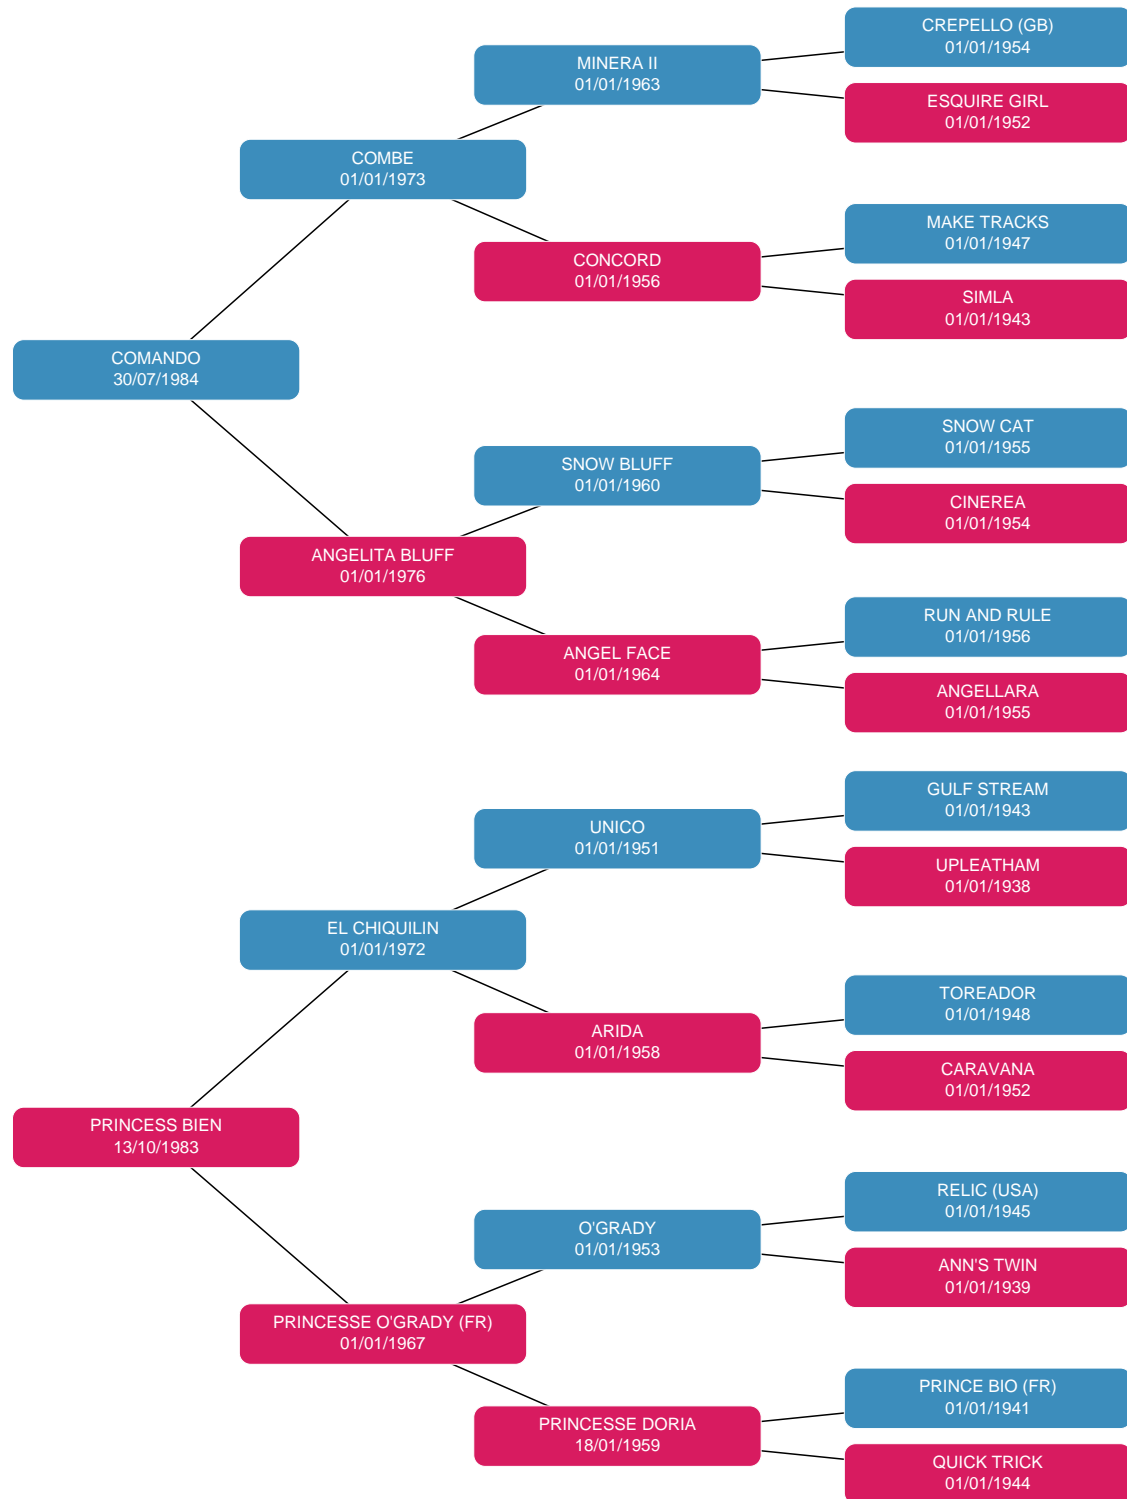 CREPELLO (GB)
01/01/1954
MINERA II
01/01/1963
ESQUIRE GIRL
01/01/1952
COMBE
01/01/1973
MAKE TRACKS
01/01/1947
CONCORD
01/01/1956
SIMLA
01/01/1943
COMANDO
30/07/1984
SNOW CAT
01/01/1955
SNOW BLUFF
01/01/1960
CINEREA
01/01/1954
ANGELITA BLUFF
01/01/1976
RUN AND RULE
01/01/1956
ANGEL FACE
01/01/1964
ANGELLARA
01/01/1955
GULF STREAM
01/01/1943
UNICO
01/01/1951
UPLEATHAM
01/01/1938
EL CHIQUILIN
01/01/1972
TOREADOR
01/01/1948
ARIDA
01/01/1958
CARAVANA
01/01/1952
PRINCESS BIEN
13/10/1983
RELIC (USA)
01/01/1945
O'GRADY
01/01/1953
ANN'S TWIN
01/01/1939
PRINCESSE O'GRADY (FR)
01/01/1967
PRINCE BIO (FR)
01/01/1941
PRINCESSE DORIA
18/01/1959
QUICK TRICK
01/01/1944